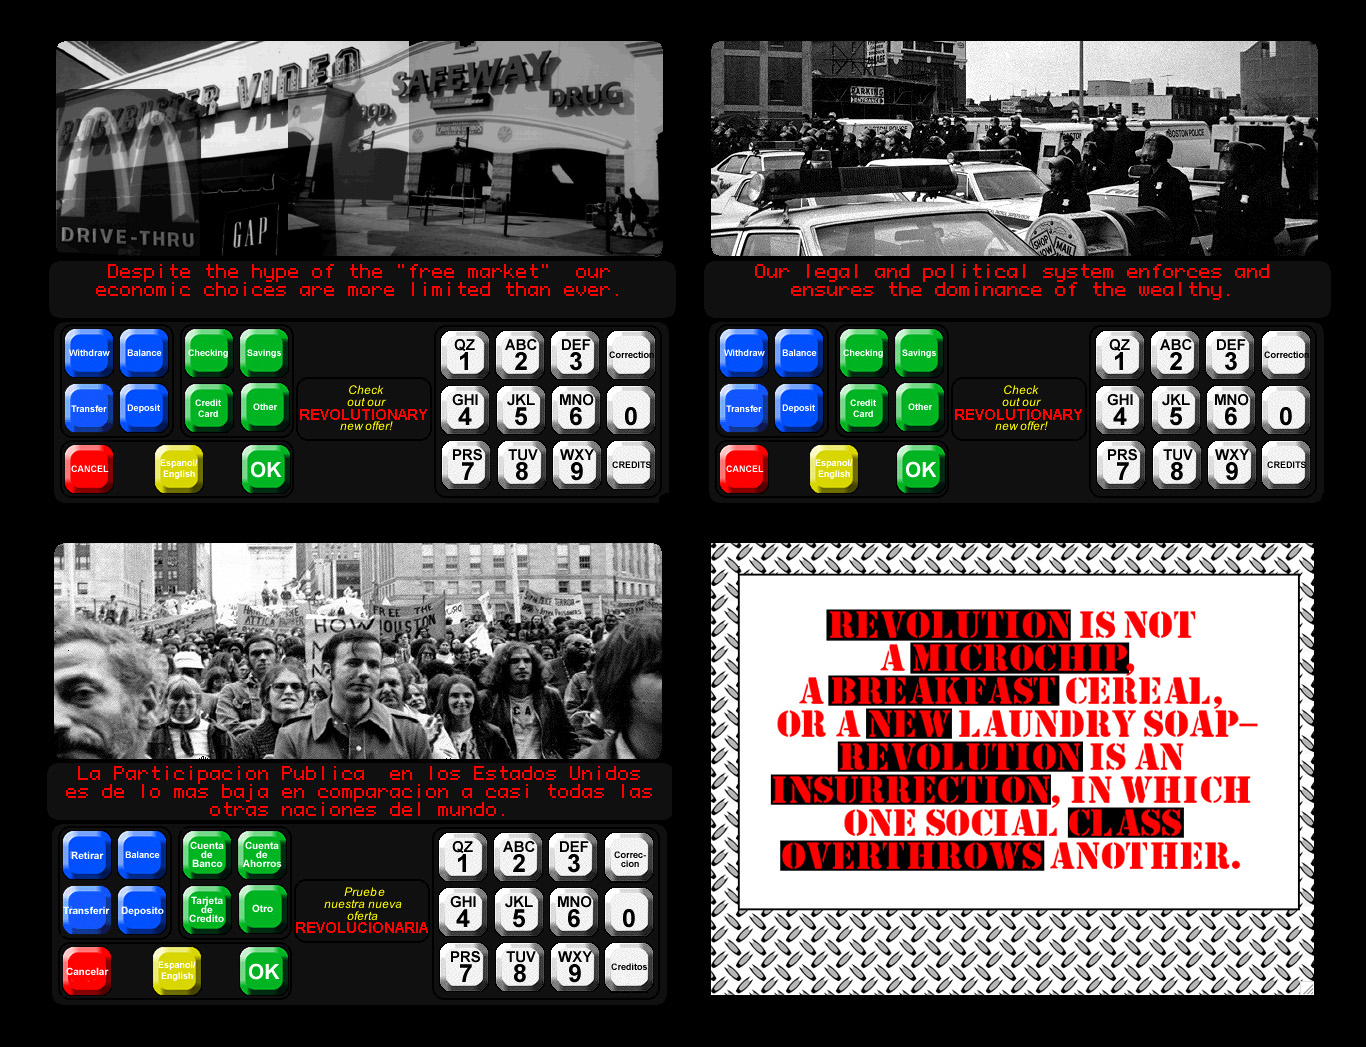 BLOCKBUSTER VIDEO
FOOD
SAFEWAY
DRUG
DRIVE-THRU
GAP
Despite the hype of the "free market" our
economic choices are more limited than ever.
Withdraw
Balance
Checking
Savings
Transfer
Deposit
Credit
Card
Other
CANCEL
Espanol/
English
OK
Check
out our
REVOLUTIONARY
new offer!
QZ
1
ABC
2
DEF
3
Correction
GHI
4
JKL
5
MNO
6
0
PRS
7
TUV
8
WXY
9
CREDITS
PARKING
ENTRANCE
BOSTON POLICE
BOSTON POLICE
SHOP
NOW
MAIL
Our legal and political system enforces and
ensures the dominance of the wealthy.
Withdraw
Balance
Checking
Savings
Transfer
Deposit
Credit
Card
Other
CANCEL
Espanol/
English
OK
Check
out our
REVOLUTIONARY
new offer!
QZ
1
ABC
2
DEF
3
Correction
GHI
4
JKL
5
MNO
6
0
PRS
7
TUV
8
WXY
9
CREDITS
ATTICA
HOW
FREE THE
HOUSTON
La Participacion Publica en los Estados Unidos
es de lo mas baja en comparacion a casi todas las
otras naciones del mundo.
Retirar
Balance
Cuenta
de
Banco
Cuenta
de
Ahorros
Transferir
Deposito
Tarjeta
de
Credito
Otro
Cancelar
Espanol/
English
OK
Pruebe
nuestra nueva
oferta
REVOLUCIONARIA
QZ
1
ABC
2
DEF
3
Correc-
cion
GHI
4
JKL
5
MNO
6
0
PRS
7
TUV
8
WXY
9
Creditos
REVOLUTION IS NOT
A MICROCHIP,
A BREAKFAST CEREAL,
OR A NEW LAUNDRY SOAP–
REVOLUTION IS AN
INSURRECTION, IN WHICH
ONE SOCIAL CLASS
OVERTHROWS ANOTHER.